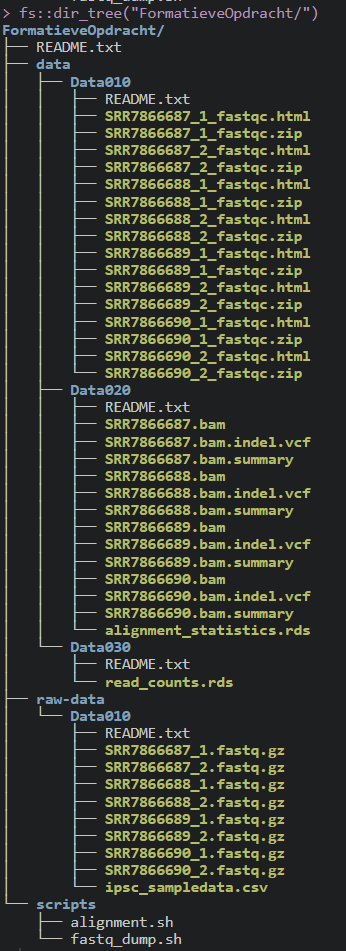 > fs::dir_tree("FormatieveOpdracht/")
FormatieveOpdracht/
├── README.txt
├── data
│   ├── Data010
│   │   ├── README.txt
│   │   ├── SRR7866687_1_fastqc.html
│   │   ├── SRR7866687_1_fastqc.zip
│   │   ├── SRR7866687_2_fastqc.html
│   │   ├── SRR7866687_2_fastqc.zip
│   │   ├── SRR7866688_1_fastqc.html
│   │   ├── SRR7866688_1_fastqc.zip
│   │   ├── SRR7866688_2_fastqc.html
│   │   ├── SRR7866688_2_fastqc.zip
│   │   ├── SRR7866689_1_fastqc.html
│   │   ├── SRR7866689_1_fastqc.zip
│   │   ├── SRR7866689_2_fastqc.html
│   │   ├── SRR7866689_2_fastqc.zip
│   │   ├── SRR7866690_1_fastqc.html
│   │   ├── SRR7866690_1_fastqc.zip
│   │   ├── SRR7866690_2_fastqc.html
│   │   └── SRR7866690_2_fastqc.zip
│   ├── Data020
│   │   ├── README.txt
│   │   ├── SRR7866687.bam
│   │   ├── SRR7866687.bam.indel.vcf
│   │   ├── SRR7866687.bam.summary
│   │   ├── SRR7866688.bam
│   │   ├── SRR7866688.bam.indel.vcf
│   │   ├── SRR7866688.bam.summary
│   │   ├── SRR7866689.bam
│   │   ├── SRR7866689.bam.indel.vcf
│   │   ├── SRR7866689.bam.summary
│   │   ├── SRR7866690.bam
│   │   ├── SRR7866690.bam.indel.vcf
│   │   ├── SRR7866690.bam.summary
│   │   └── alignment_statistics.rds
│   └── Data030
│       ├── README.txt
│       └── read_counts.rds
├── raw-data
│   └── Data010
│       ├── README.txt
│       ├── SRR7866687_1.fastq.gz
│       ├── SRR7866687_2.fastq.gz
│       ├── SRR7866688_1.fastq.gz
│       ├── SRR7866688_2.fastq.gz
│       ├── SRR7866689_1.fastq.gz
│       ├── SRR7866689_2.fastq.gz
│       ├── SRR7866690_1.fastq.gz
│       ├── SRR7866690_2.fastq.gz
│       └── ipsc_sampledata.csv
└── scripts
    ├── alignment.sh
    └── fastq_dump.sh